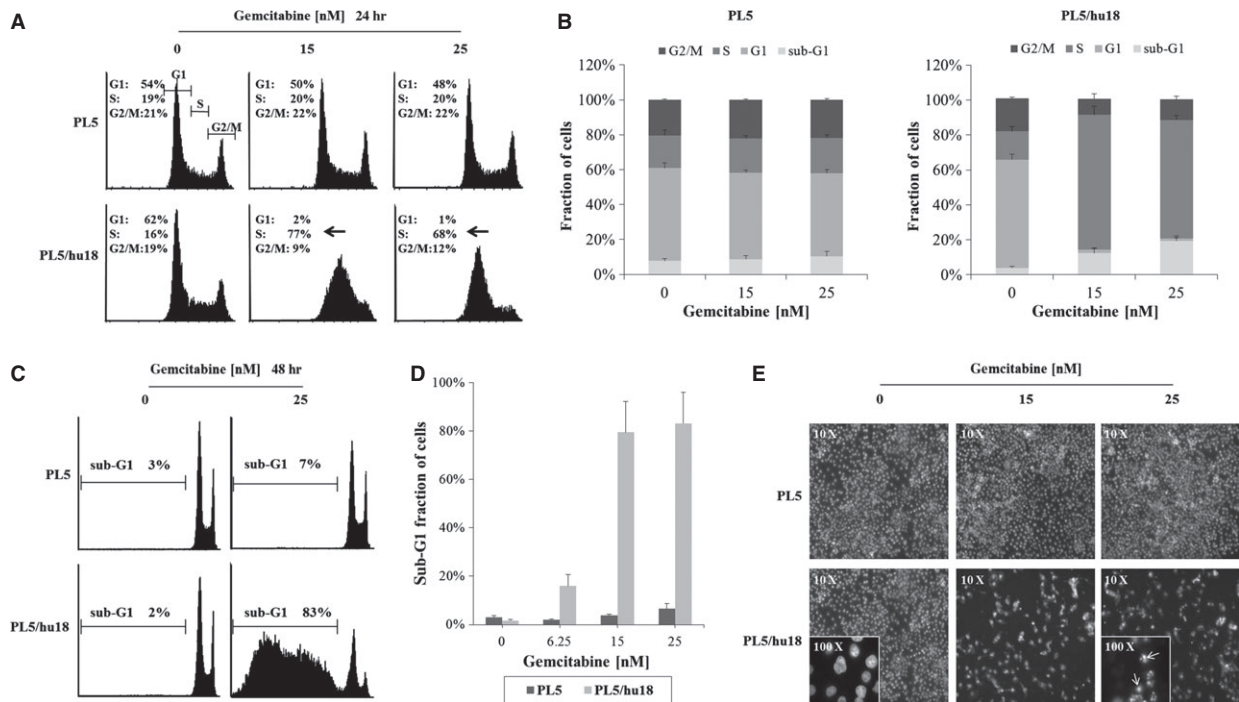 A
Gemcitabine [nM] 24 hr
0 15 25
PL5
G1: 54%
S: 19%
G2/M:21%
G1
S
G2/M
G1: 50%
S: 20%
G2/M: 22%
G1: 48%
S: 20%
G2/M: 22%
PL5/hu18
G1: 62%
S: 16%
G2/M:19%
G1: 2%
S: 77%
G2/M: 9%
G1: 1%
S: 68%
G2/M:12%
B
PL5
G2/M S G1 sub-G1
Fraction of cells
120%
100%
80%
60%
40%
20%
0%
0 15 25
Gemcitabine [nM]
PL5/hu18
G2/M S G1 sub-G1
Fraction of cells
120%
100%
80%
60%
40%
20%
0%
0 15 25
Gemcitabine [nM]
C
Gemcitabine [nM] 48 hr
0 25
PL5
sub-G1 3%
sub-G1 7%
PL5/hu18
sub-G1 2%
sub-G1 83%
D
Sub-G1 fraction of cells
100%
80%
60%
40%
20%
0%
0 6.25 15 25
Gemcitabine [nM]
PL5 PL5/hu18
E
Gemcitabine [nM]
0 15 25
PL5
10 X 10 X 10 X
PL5/hu18
10 X 10 X 10 X
100 X 100 X